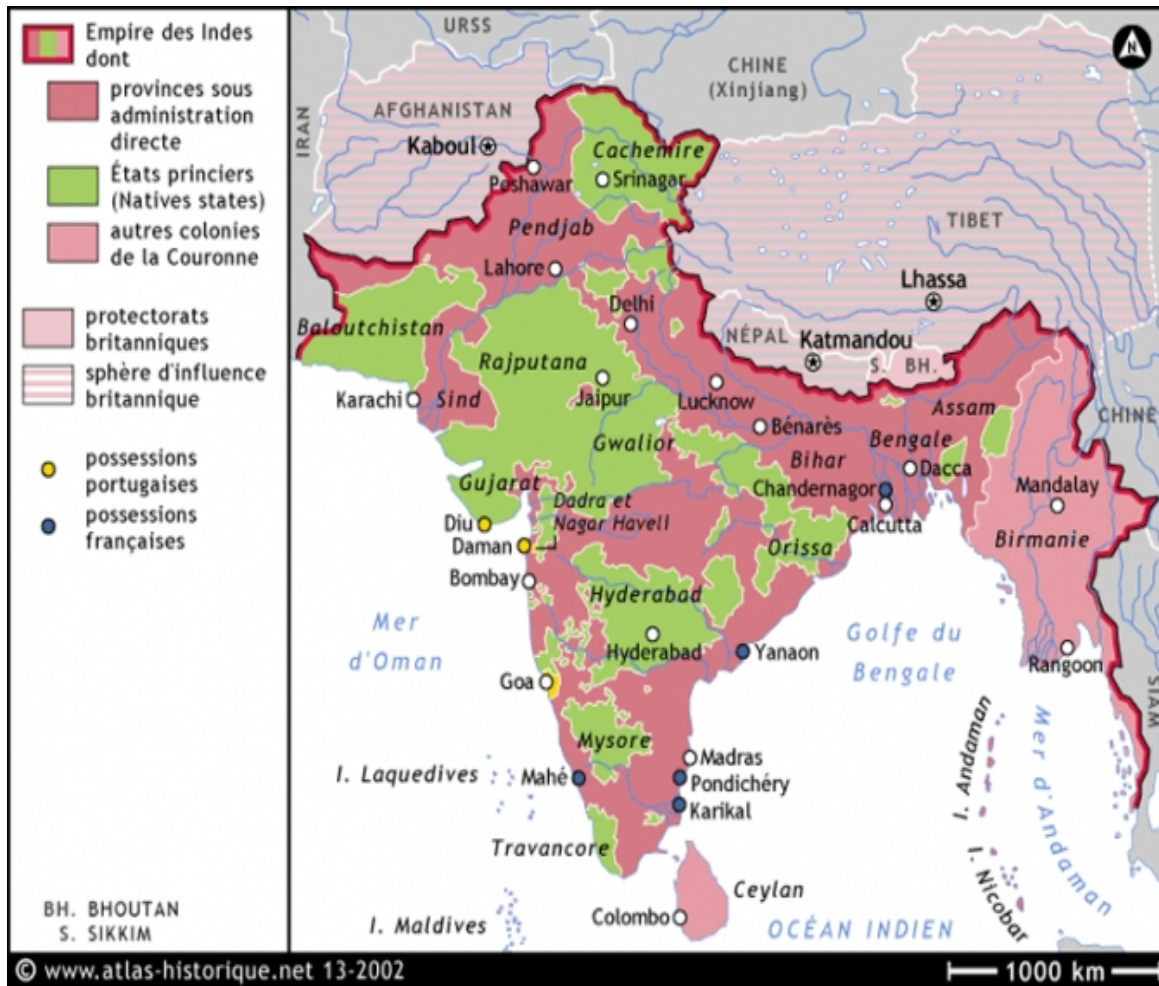 Empire des Indes
dont
provinces sous
administration
directe
États princiers
(Natives states)
autres colonies
de la Couronne
protectorats
britanniques
sphère d'influence
britannique
possessions
portugaises
possessions
françaises
BH. BHOUTAN
S. SIKKIM
URSS
N
CHINE
(Xinjiang)
IRAN
AFGHANISTAN
Kaboul
Cachemire
Peshawar
Srinagar
Pendjab
TIBET
Lahore
Lhassa
Delhi
Baloutchistan
NÉPAL
Katmandou
S.
BH.
Rajputana
Karachi
Sind
Jaipur
Lucknow
Assam
CHINE
Gwalior
Bénarès
Bengale
Bihar
Dacca
Gujarat
Dadra et
Nagar Haveli
Chandernagor
Mandalay
Diu
Calcutta
Daman
Orissa
Birmanie
Bombay
Hyderabad
Mer
d'Oman
Hyderabad
Yanaon
Golfe du
Bengale
Rangoon
Goa
SIAM
Mysore
Madras
I. Laquedives
Mahé
Pondichéry
Karikal
I. Andaman
Mer d'Andaman
Travancore
I. Nicobar
Ceylan
I. Maldives
Colombo
OCÉAN INDIEN
© www.atlas-historique.net 13-2002
1000 km